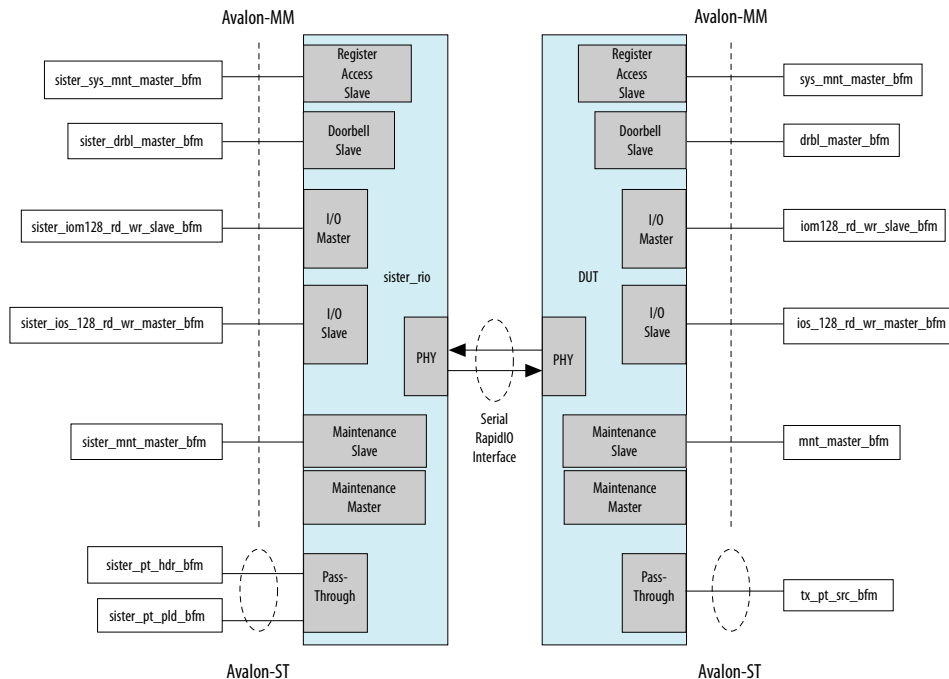 Avalon-MM
Avalon-MM
sister_sys_mnt_master_bfm
Register
Access
Slave
Register
Access
Slave
sys_mnt_master_bfm
sister_drbl_master_bfm
Doorbell
Slave
Doorbell
Slave
drbl_master_bfm
sister_iom128_rd_wr_slave_bfm
I/O
Master
I/O
Master
iom128_rd_wr_slave_bfm
sister_rio
DUT
sister_ios_128_rd_wr_master_bfm
I/O
Slave
I/O
Slave
ios_128_rd_wr_master_bfm
PHY
PHY
Serial
RapidIO
Interface
sister_mnt_master_bfm
Maintenance
Slave
Maintenance
Slave
mnt_master_bfm
Maintenance
Master
Maintenance
Master
sister_pt_hdr_bfm
sister_pt_pld_bfm
Pass-
Through
Pass-
Through
tx_pt_src_bfm
Avalon-ST
Avalon-ST